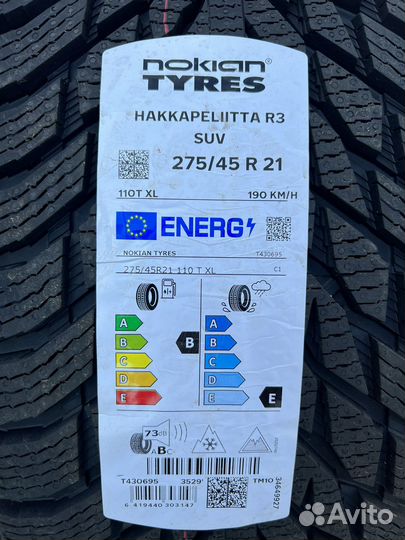 nokian
TYRES
HAKKAPELIITTA R3
SUV
275/45 R 21
110T XL 190 KM/H
ENERG
NOKIAN TYRES T430695
275/45R21 110 T XL C1
A A
B B
C C
D D
E E
B E
73dB
ABC
T430695 3529' TM10
34649927
6 419440 303147
Avito